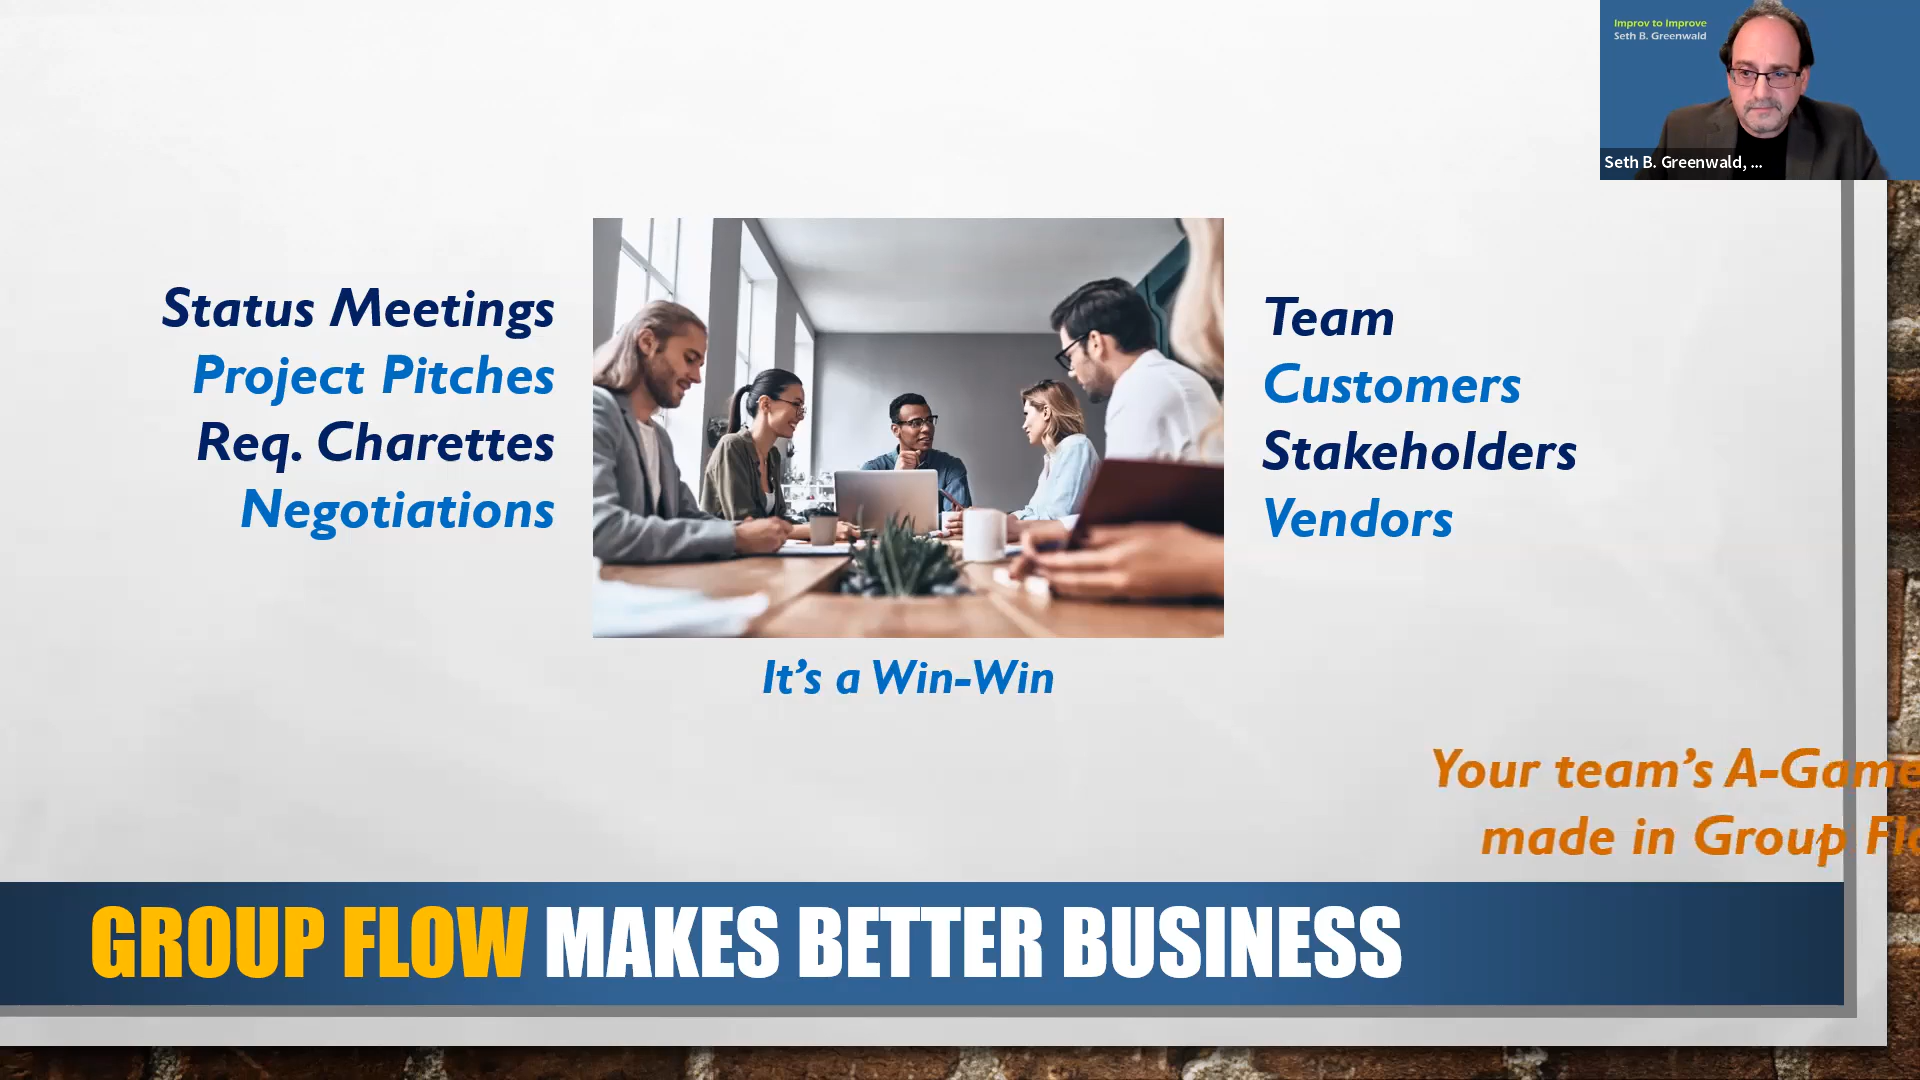 Improv to Improve
Seth B. Greenwald
Seth B. Greenwald, ...
Status Meetings
Project Pitches
Req. Charettes
Negotiations
Team
Customers
Stakeholders
Vendors
It's a Win-Win
Your team's A-Game
made in Group
GROUP FLOW MAKES BETTER BUSINESS